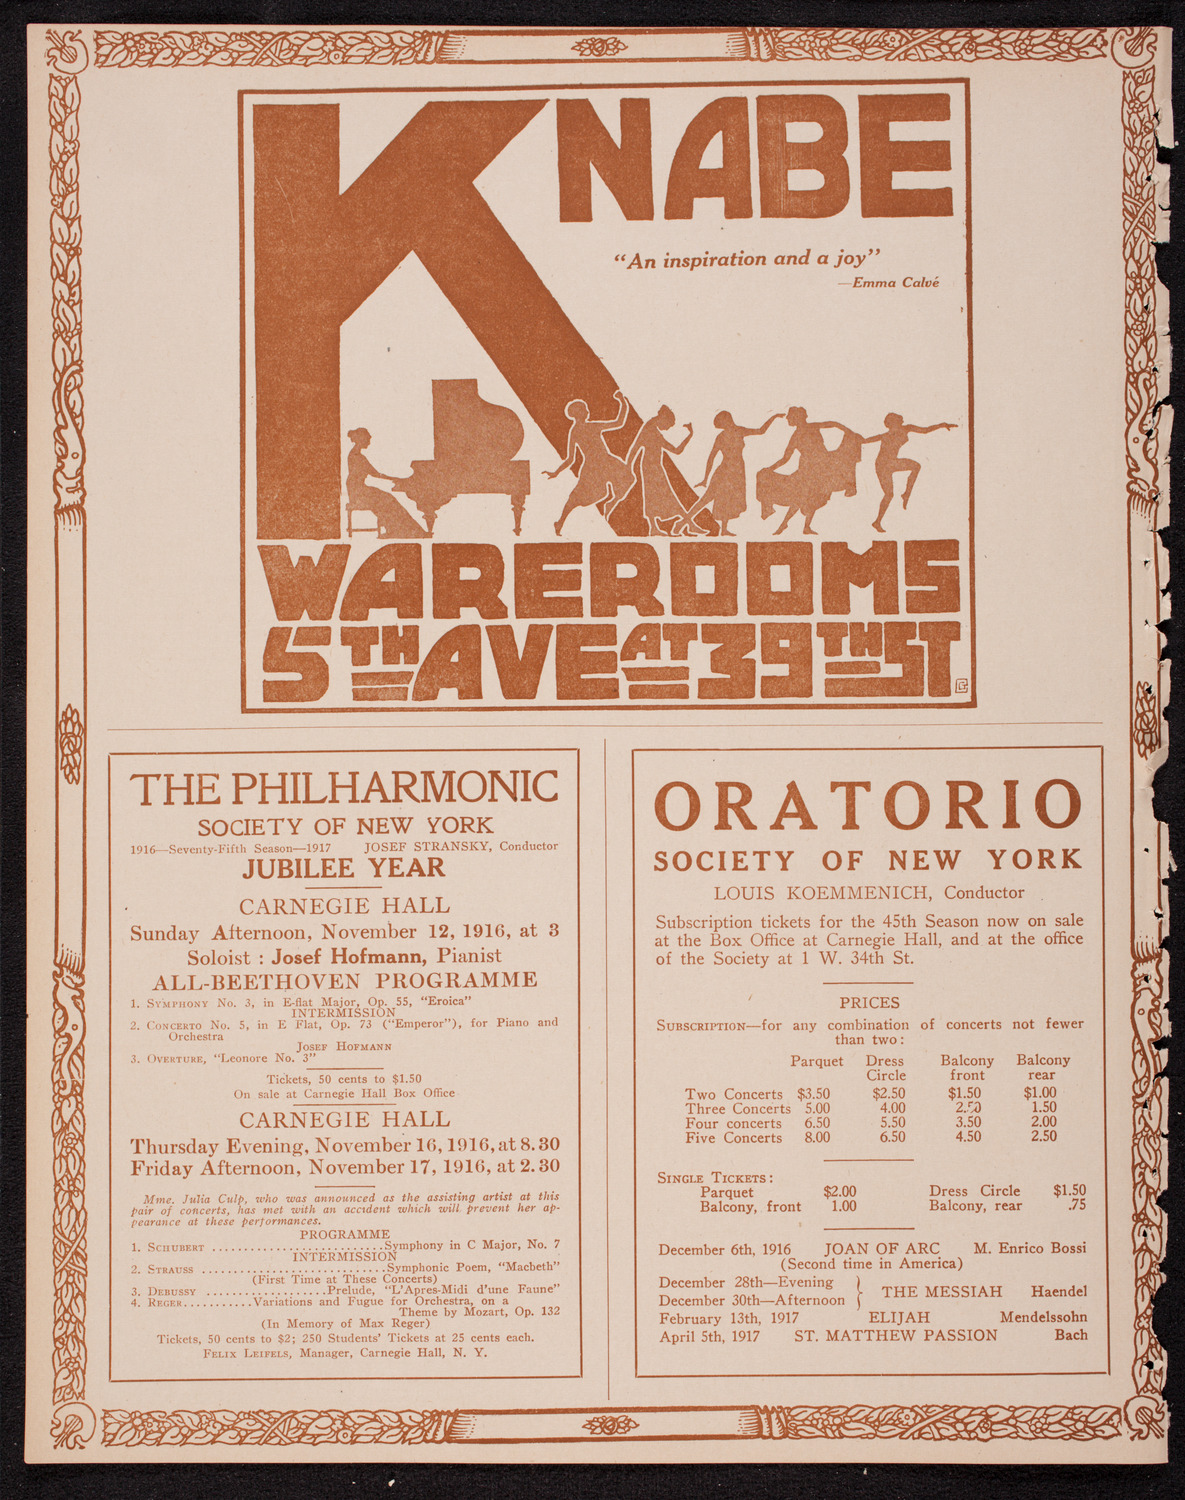 KNABE
“An inspiration and a joy”
—Emma Calvé
WAREROOMS
5TH AVE AT 39TH ST
THE PHILHARMONIC
SOCIETY OF NEW YORK
1916—Seventy-Fifth Season—1917 JOSEF STRANSKY, Conductor
JUBILEE YEAR
CARNEGIE HALL
Sunday Afternoon, November 12, 1916, at 3
Soloist : Josef Hofmann, Pianist
ALL-BEETHOVEN PROGRAMME
1. SYMPHONY No. 3, in E-flat Major, Op. 55, “Eroica”
INTERMISSION
2. CONCERTO No. 5, in E Flat, Op. 73 (“Emperor”), for Piano and
Orchestra
JOSEF HOFMANN
3. OVERTURE, “Leonore No. 3”
Tickets, 50 cents to $1.50
On sale at Carnegie Hall Box Office
CARNEGIE HALL
Thursday Evening, November 16, 1916, at 8.30
Friday Afternoon, November 17, 1916, at 2.30
Mme. Julia Culp, who was announced as the assisting artist at this
pair of concerts, has met with an accident which will prevent her ap-
pearance at these performances.
PROGRAMME
1. SCHUBERT ...........................Symphony in C Major, No. 7
INTERMISSION
2. STRAUSS .............................Symphonic Poem, “Macbeth”
(First Time at These Concerts)
3. DEBUSSY ....................Prelude, “L'Apres-Midi d'une Faune”
4. REGER...........Variations and Fugue for Orchestra, on a
Theme by Mozart, Op. 132
(In Memory of Max Reger)
Tickets, 50 cents to $2; 250 Students' Tickets at 25 cents each.
FELIX LEIFELS, Manager, Carnegie Hall, N. Y.
ORATORIO
SOCIETY OF NEW YORK
LOUIS KOEMMENICH, Conductor
Subscription tickets for the 45th Season now on sale
at the Box Office at Carnegie Hall, and at the office
of the Society at 1 W. 34th St.
PRICES
SUBSCRIPTION—for any combination of concerts not fewer
than two:
Parquet Dress Balcony Balcony
Circle front rear
Two Concerts $3.50 $2.50 $1.50 $1.00
Three Concerts 5.00 4.00 2.50 1.50
Four concerts 6.50 5.50 3.50 2.00
Five Concerts 8.00 6.50 4.50 2.50
SINGLE TICKETS:
Parquet $2.00 Dress Circle $1.50
Balcony, front 1.00 Balcony, rear .75
December 6th, 1916 JOAN OF ARC M. Enrico Bossi
(Second time in America)
December 28th—Evening
December 30th—Afternoon } THE MESSIAH Haendel
February 13th, 1917 ELIJAH Mendelssohn
April 5th, 1917 ST. MATTHEW PASSION Bach